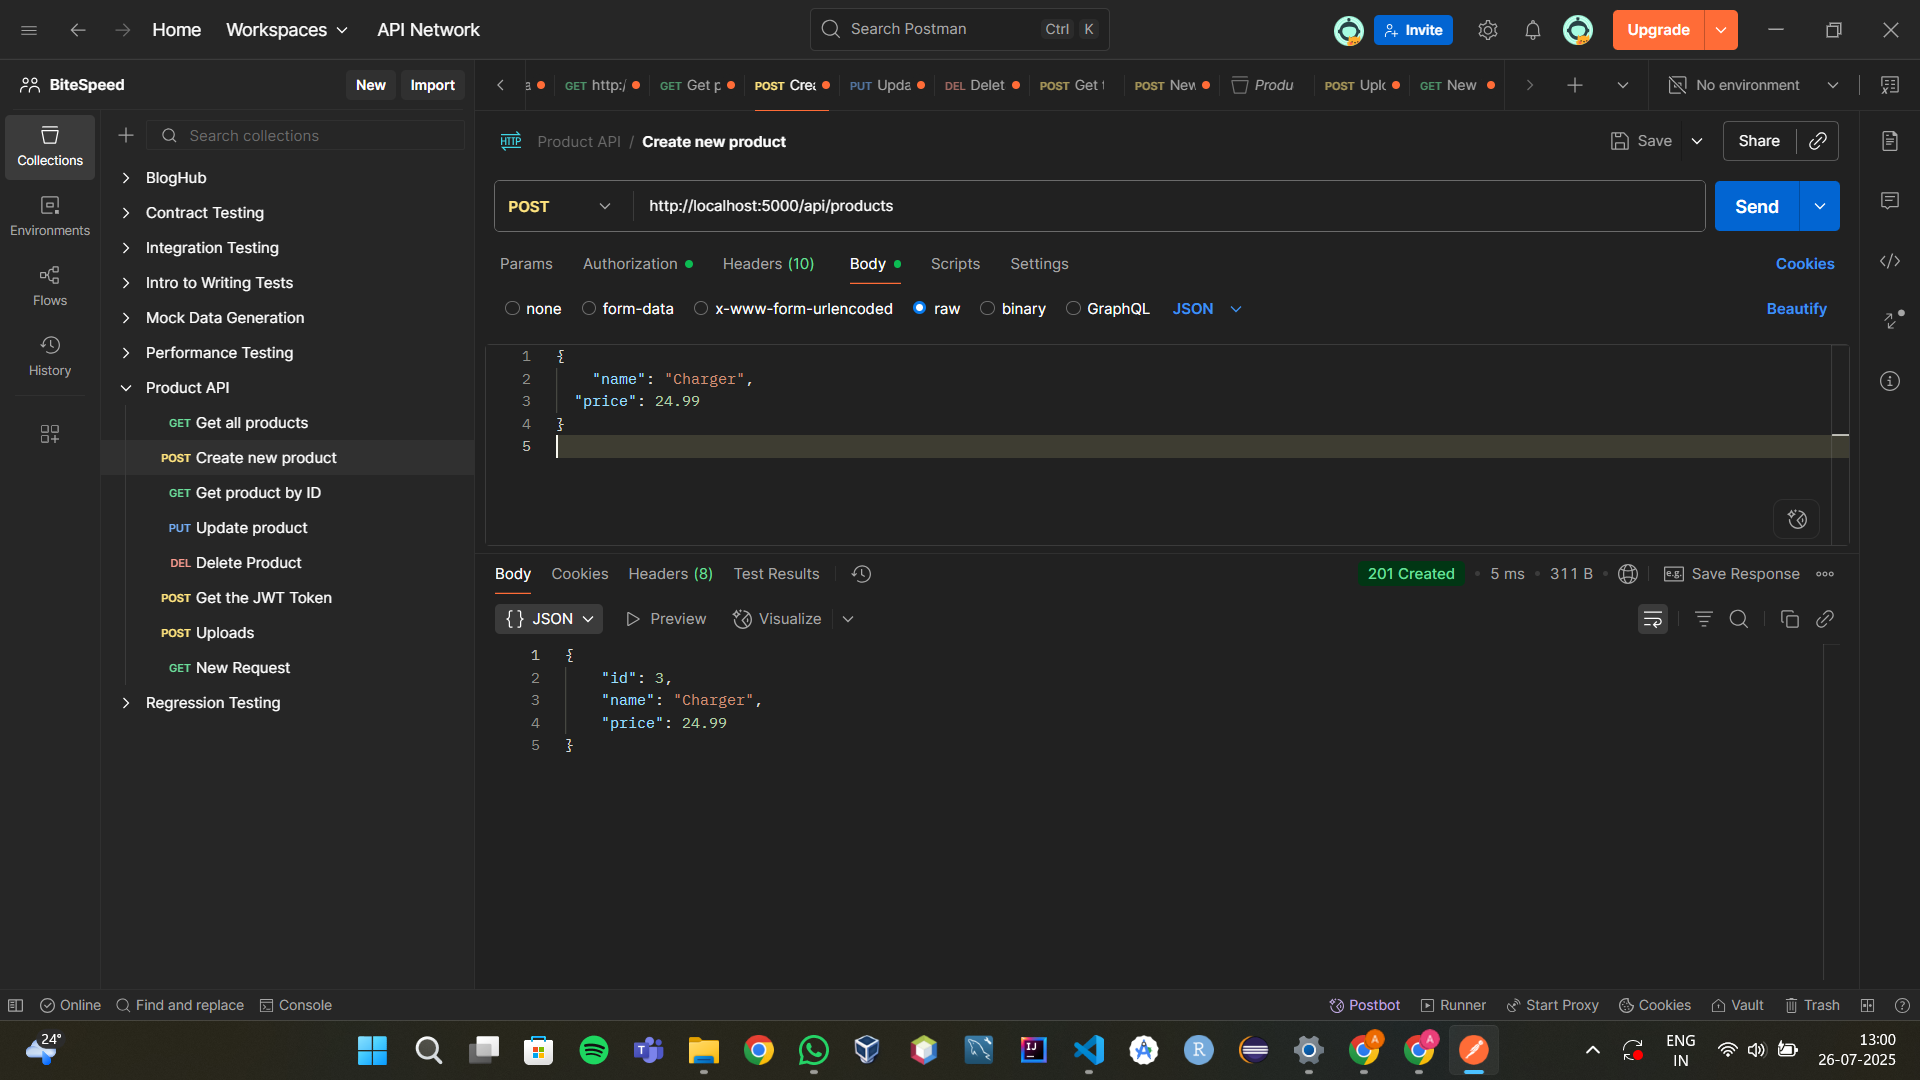 Home
Workspaces
API Network
Search Postman
Ctrl K
Invite
Upgrade
BiteSpeed
New
Import
GET http:/
GET Get p
POST Cre
PUT Upda
DEL Delet
POST Get t
POST New
Produ
POST Uplo
GET New
No environment
Collections
Environments
Flows
History
Search collections
BlogHub
Contract Testing
Integration Testing
Intro to Writing Tests
Mock Data Generation
Performance Testing
Product API
GET Get all products
POST Create new product
GET Get product by ID
PUT Update product
DEL Delete Product
POST Get the JWT Token
POST Uploads
GET New Request
Regression Testing
HTTP Product API / Create new product
Save
Share
POST http://localhost:5000/api/products
Send
Params Authorization Headers (10) Body Scripts Settings
Cookies
none form-data x-www-form-urlencoded raw binary GraphQL JSON
Beautify
1 {
2 "name": "Charger",
3 "price": 24.99
4 }
5
Body Cookies Headers (8) Test Results
201 Created • 5 ms • 311 B • e.g. Save Response
{} JSON Preview Visualize
1 {
2 "id": 3,
3 "name": "Charger",
4 "price": 24.99
5 }
Online Find and replace Console
Postbot Runner Start Proxy Cookies Vault Trash
24°
ENG
IN
13:00
26-07-2025